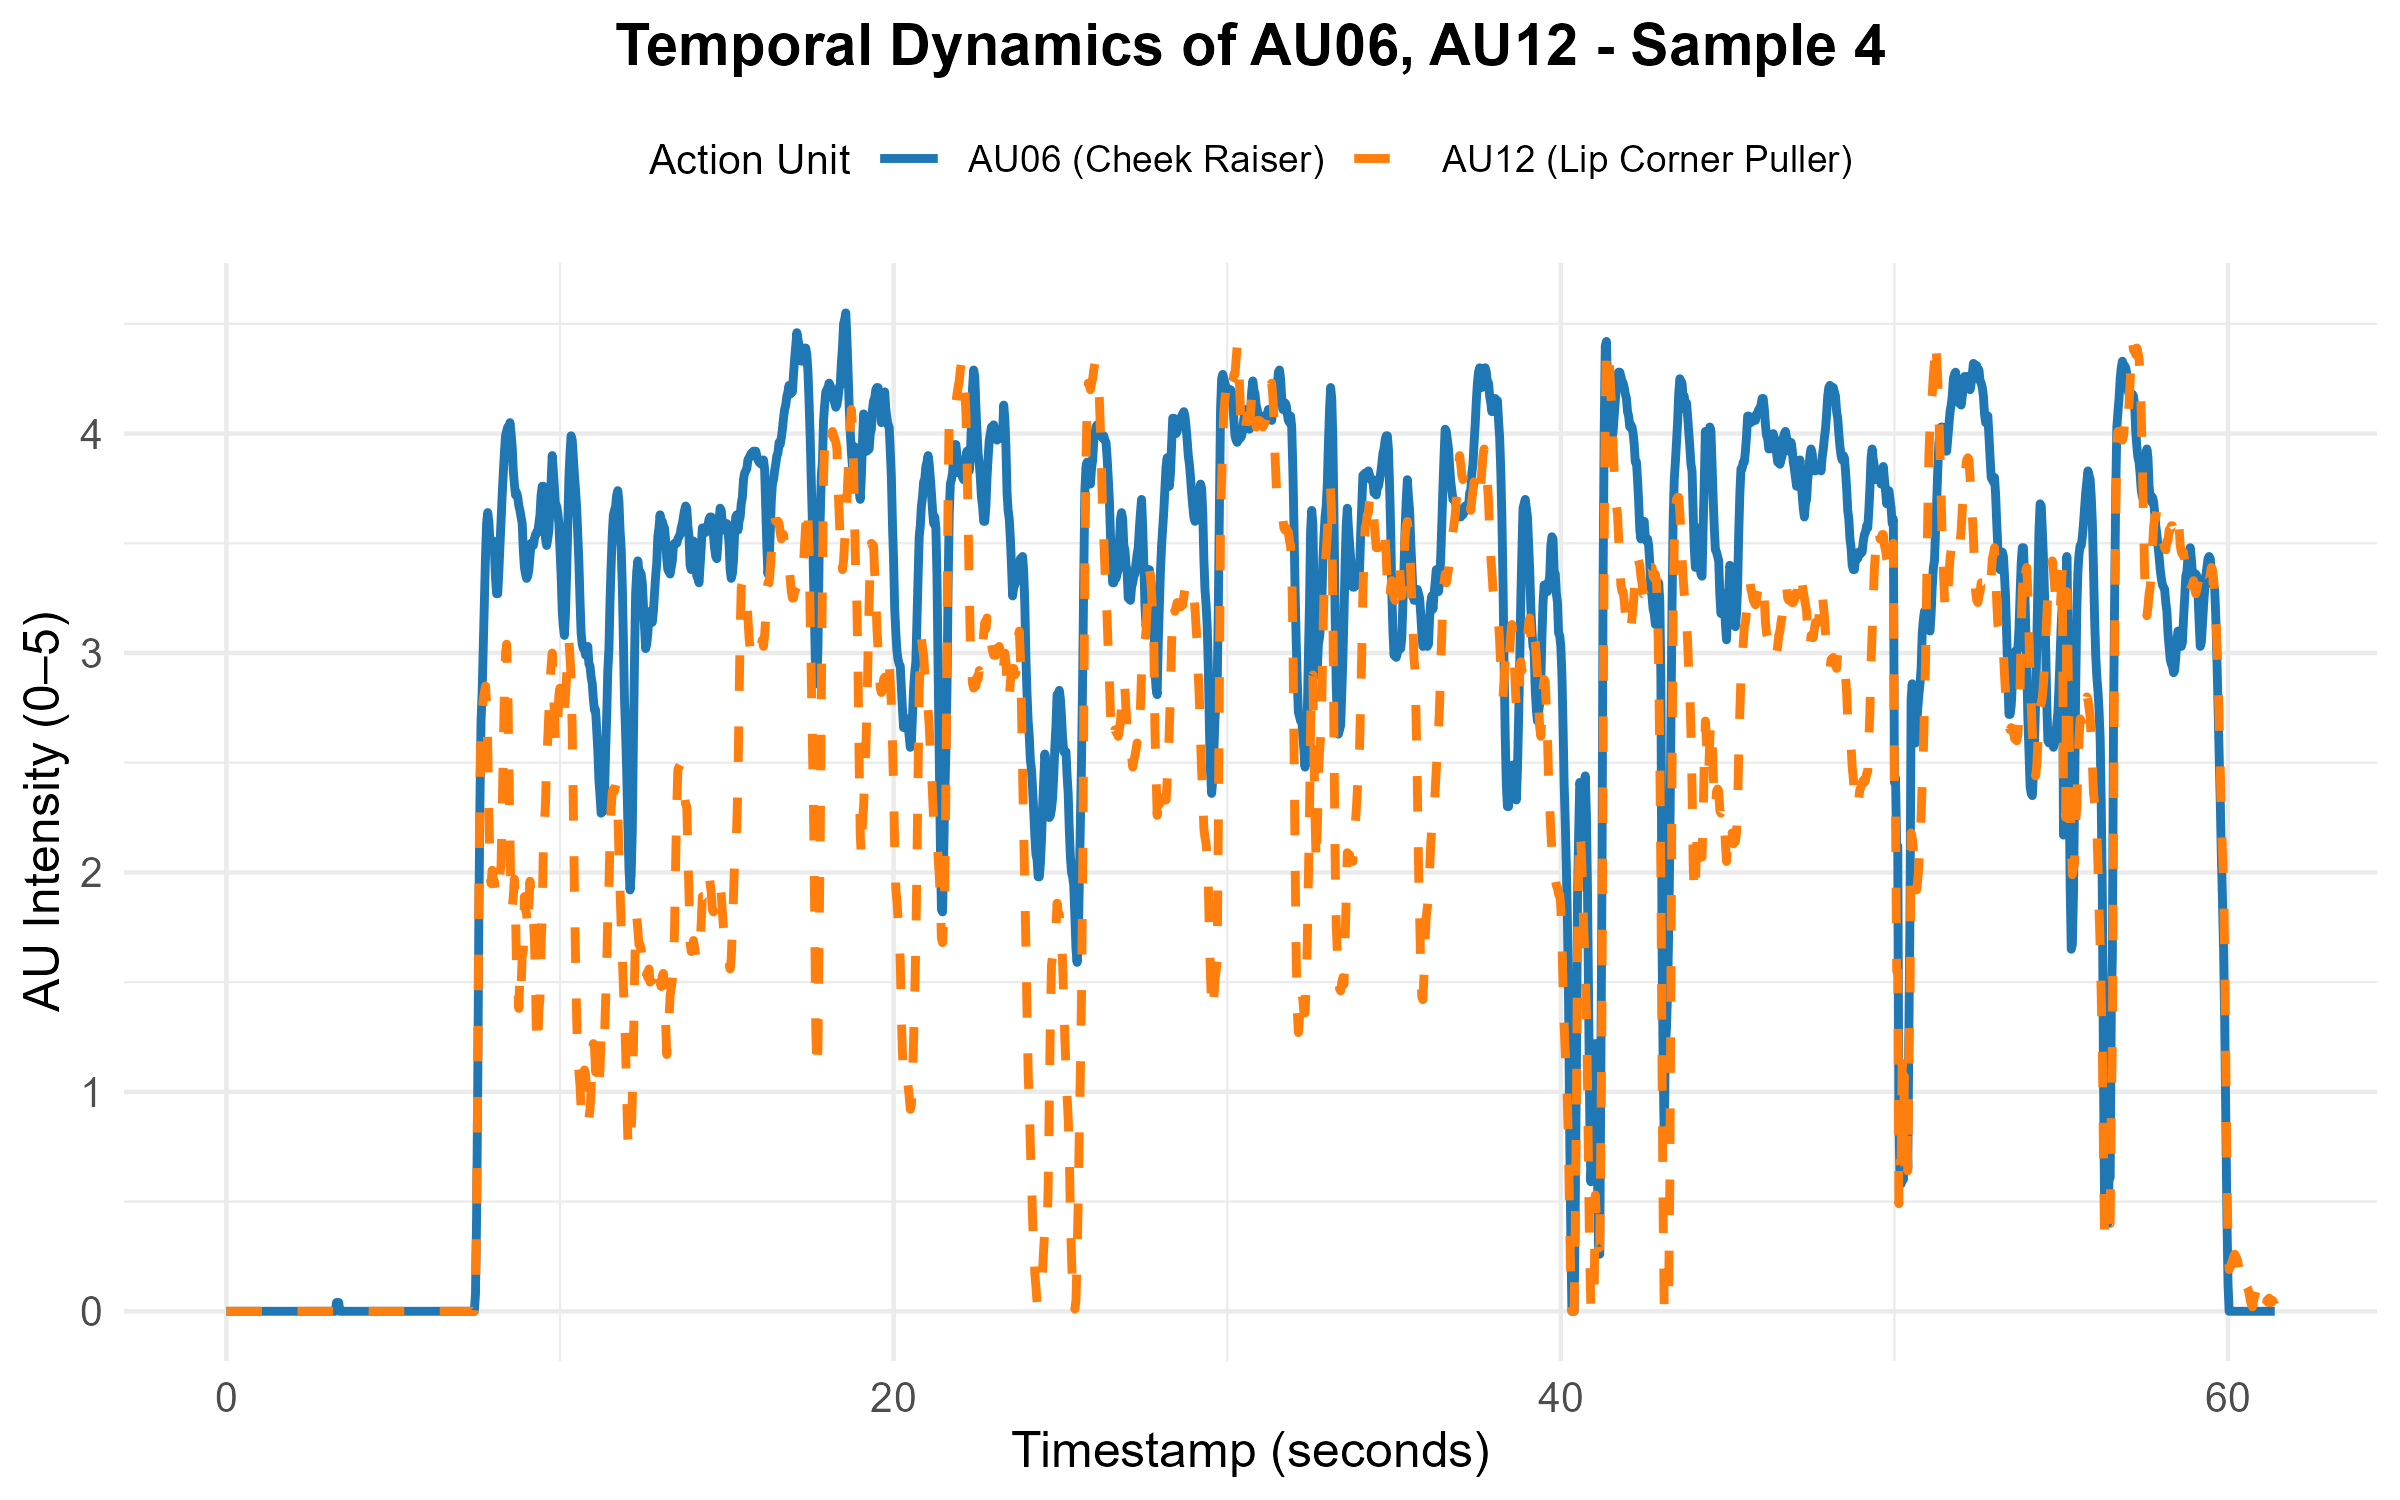 Temporal Dynamics of AU06, AU12 - Sample 4
Action Unit AU06 (Cheek Raiser) AU12 (Lip Corner Puller)
AU Intensity (0–5)
4
3
2
1
0
0 20 40 60
Timestamp (seconds)